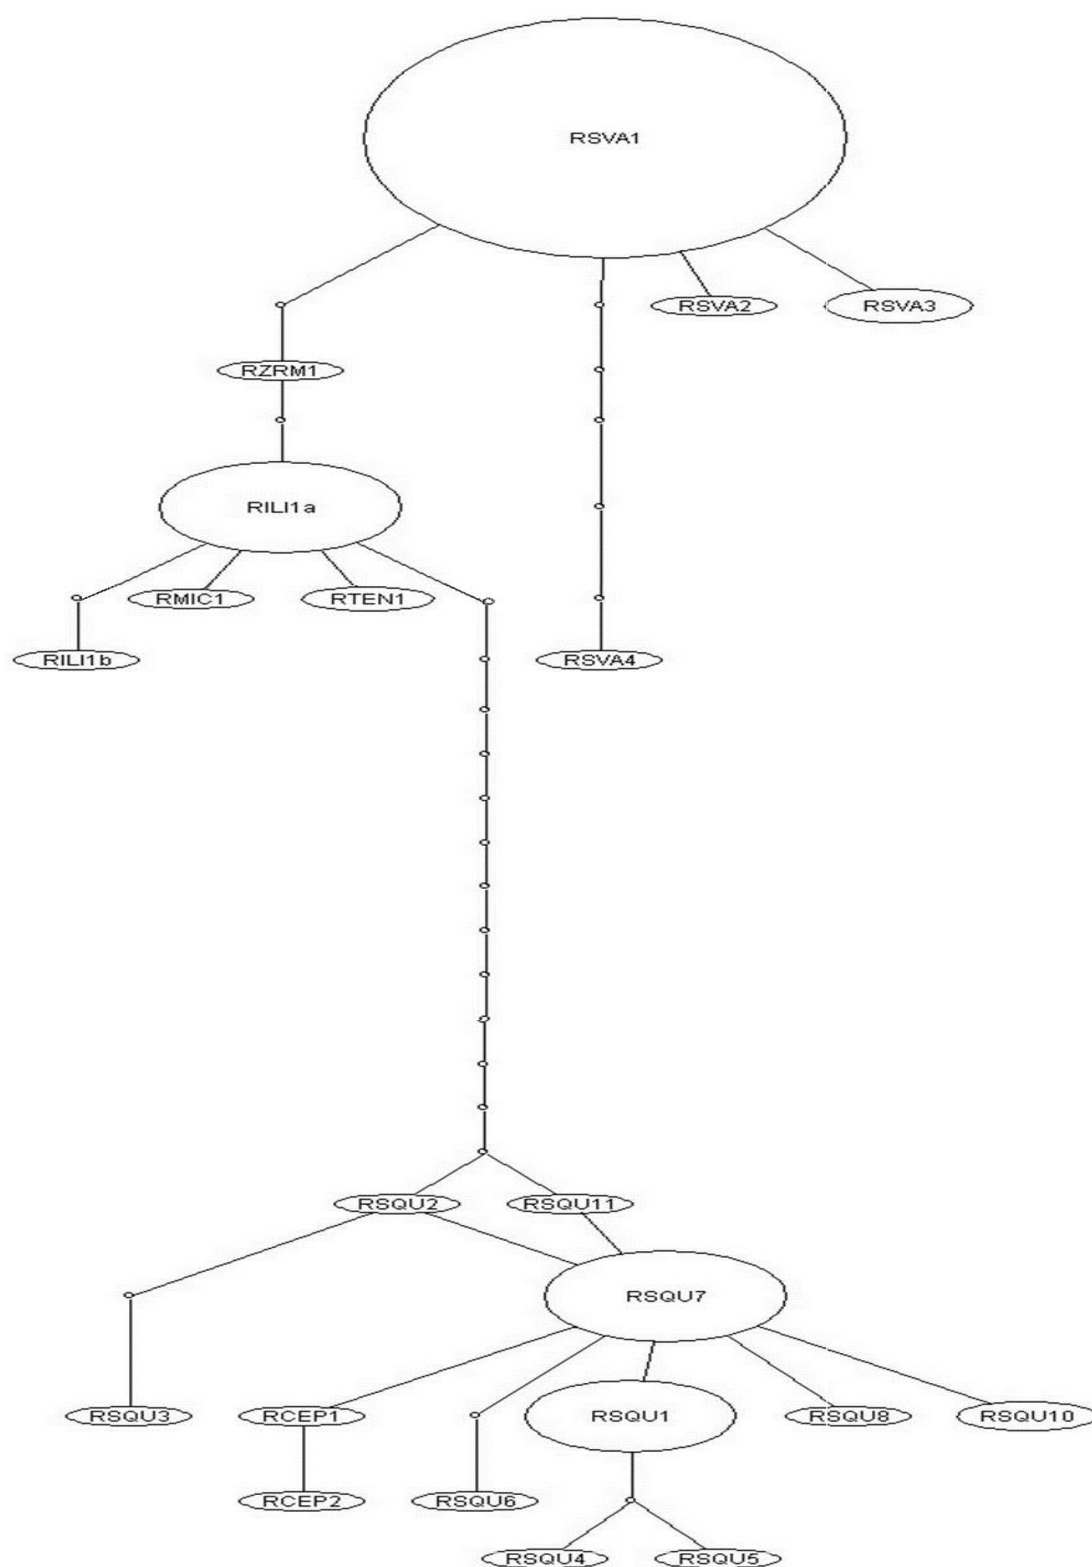 RSVA1
RSVA2
RSVA3
RZRM1
RILI1a
RMIC1
RTEN1
RILI1b
RSVA4
RSQU2
RSQU11
RSQU7
RSQU3
RCEP1
RSQU1
RSQU8
RSQU10
RCEP2
RSQU6
RSQU4
RSQU5